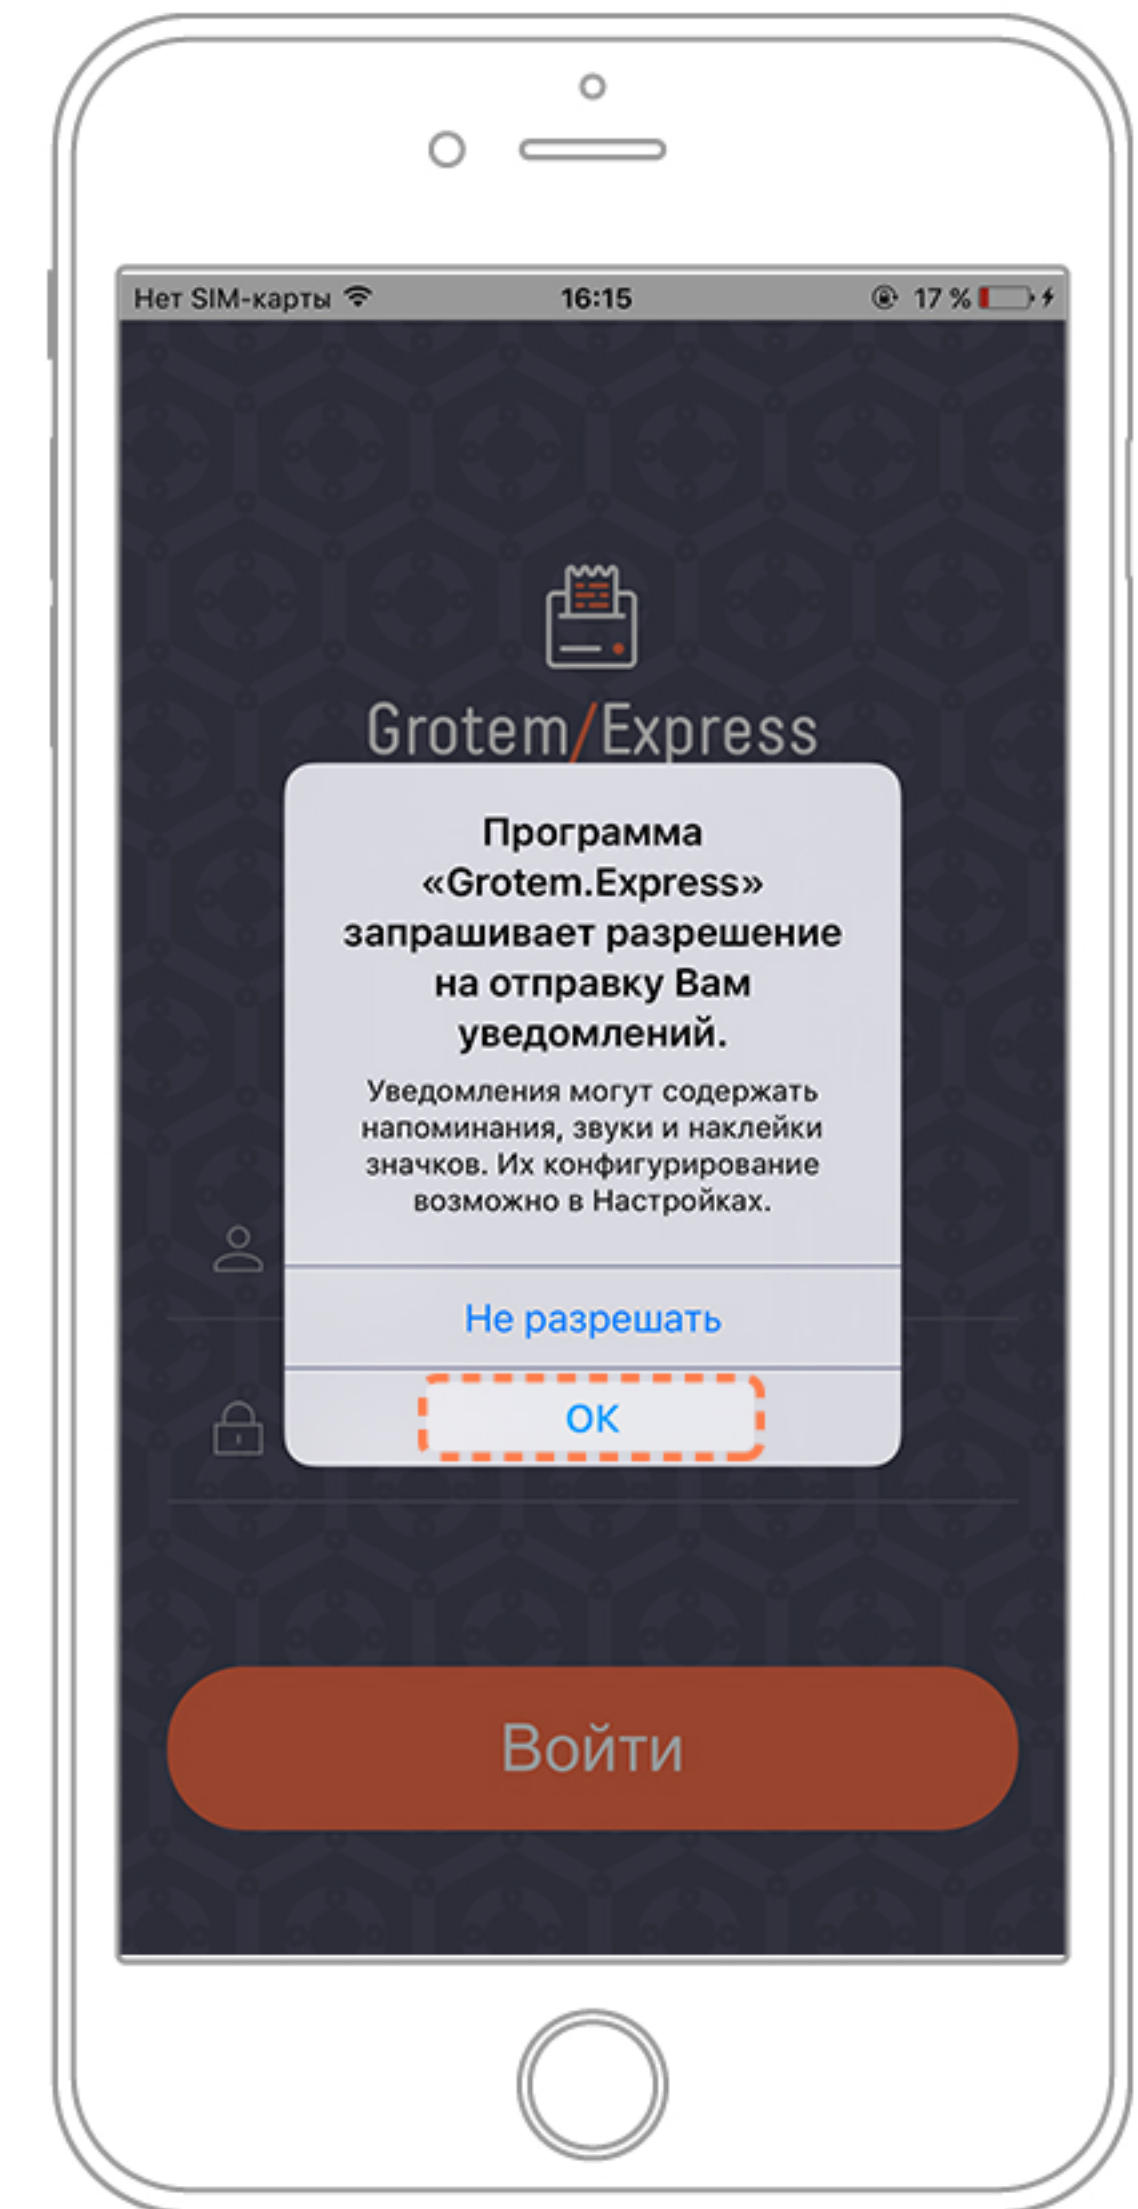 Нет SIM-карты 16:15 17 %
Grotem/Express
Программа
«Grotem.Express»
запрашивает разрешение
на отправку Вам
уведомлений.
Уведомления могут содержать
напоминания, звуки и наклейки
значков. Их конфигурирование
возможно в Настройках.
Не разрешать
ОК
Войти